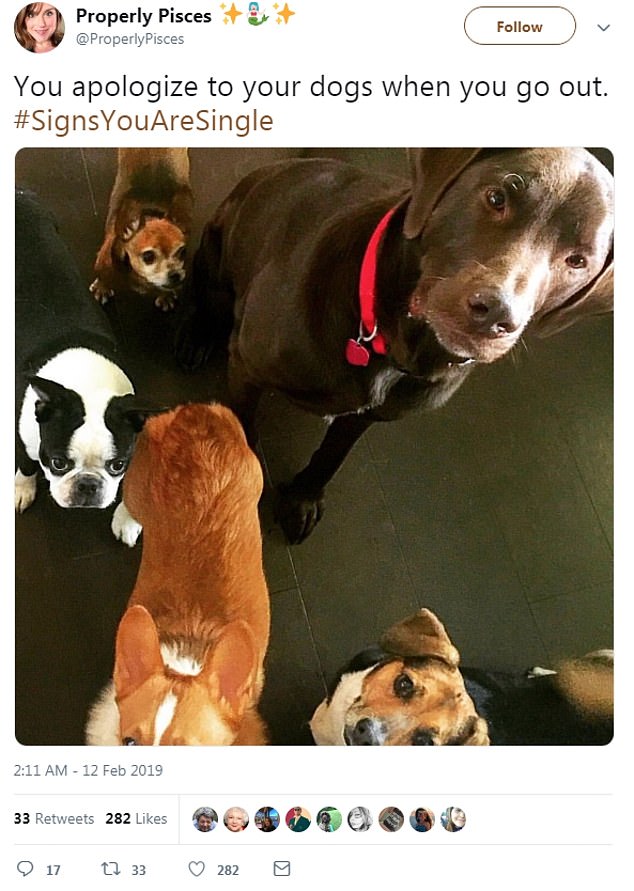 Properly Pisces ✨🧜‍♀️✨
@ProperlyPisces
Follow
You apologize to your dogs when you go out.
#SignsYouAreSingle
2:11 AM - 12 Feb 2019
33 Retweets 282 Likes
17 33 282